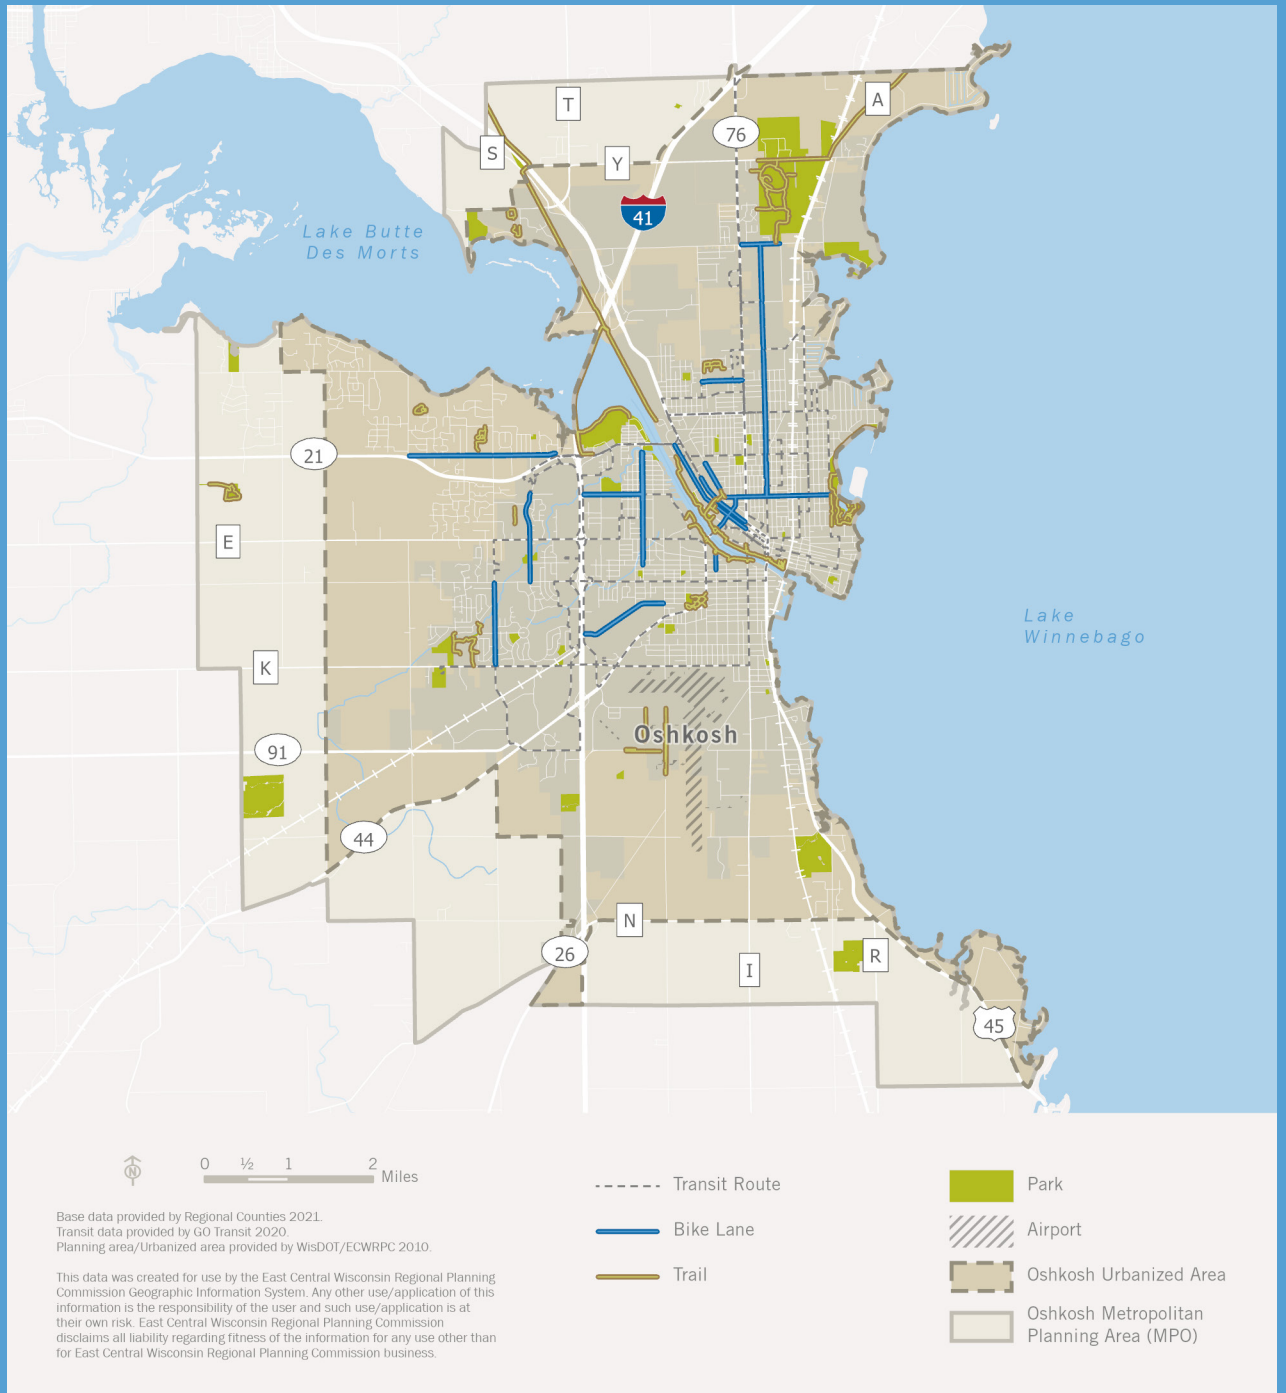 T
A
76
S
Y
41
Lake Butte
Des Morts
21
E
Lake
Winnebago
K
Oshkosh
91
44
N
26
R
I
45
N
0 ½ 1 2
Miles
Base data provided by Regional Counties 2021.
Transit data provided by GO Transit 2020.
Planning area/Urbanized area provided by WisDOT/ECWRPC 2010.
This data was created for use by the East Central Wisconsin Regional Planning
Commission Geographic Information System. Any other use/application of this
information is the responsibility of the user and such use/application is at
their own risk. East Central Wisconsin Regional Planning Commission
disclaims all liability regarding fitness of the information for any use other than
for East Central Wisconsin Regional Planning Commission business.
Transit Route
Bike Lane
Trail
Park
Airport
Oshkosh Urbanized Area
Oshkosh Metropolitan
Planning Area (MPO)